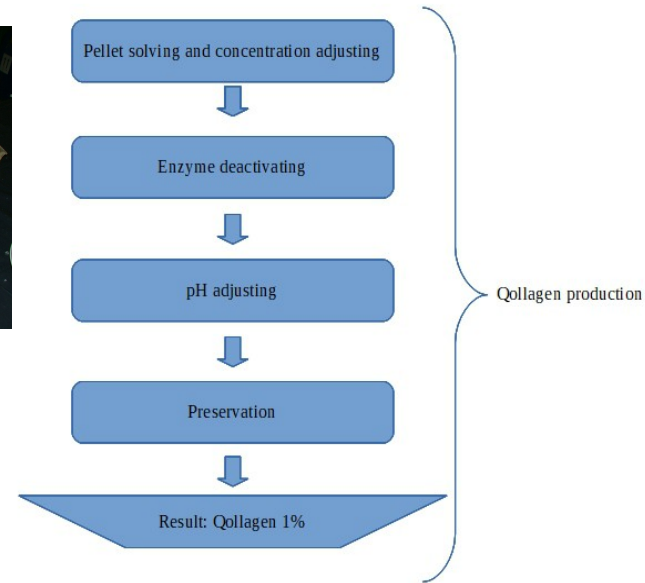 Pellet solving and concentration adjusting
Enzyme deactivating
pH adjusting
Qollagen production
Preservation
Result: Qollagen 1%